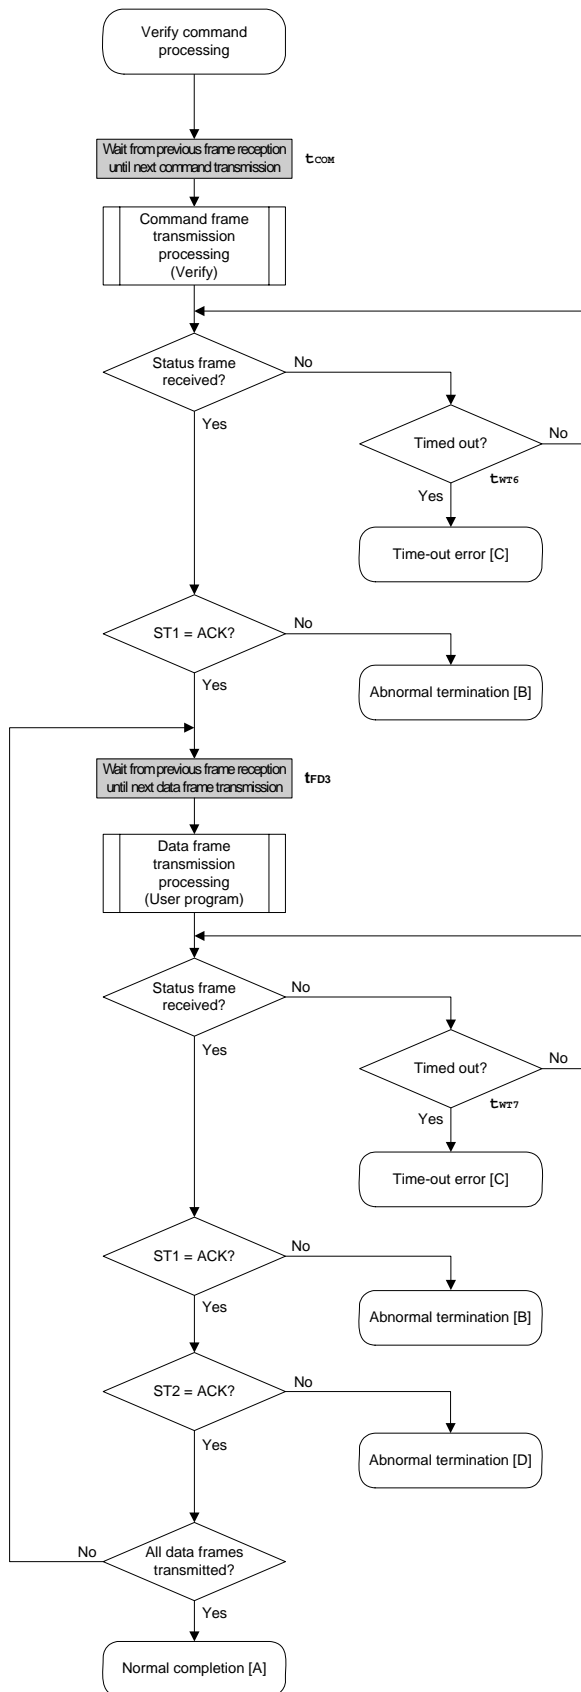 Verify command
processing
Wait from previous frame reception
until next command transmission
tCOM
Command frame
transmission
processing
(Verify)
Status frame
received?
No
Yes
Timed out?
No
tWT6
Yes
Time-out error [C]
ST1 = ACK?
No
Yes
Abnormal termination [B]
Wait from previous frame reception
until next data frame transmission
tFD3
Data frame
transmission
processing
(User program)
Status frame
received?
No
Yes
Timed out?
No
tWT7
Yes
Time-out error [C]
ST1 = ACK?
No
Yes
Abnormal termination [B]
ST2 = ACK?
No
Yes
Abnormal termination [D]
All data frames
transmitted?
No
Yes
Normal completion [A]